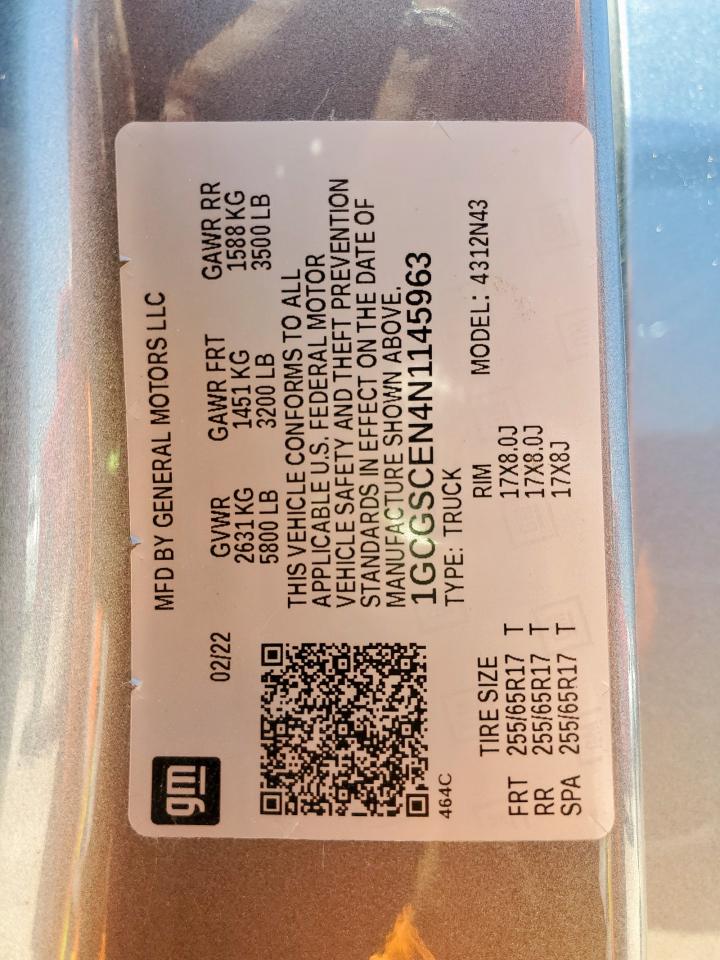 gm
MFD BY GENERAL MOTORS LLC
02/22
GVWR GAWR FRT GAWR RR
2631 KG 1451 KG 1588 KG
5800 LB 3200 LB 3500 LB
THIS VEHICLE CONFORMS TO ALL
APPLICABLE U.S. FEDERAL MOTOR
VEHICLE SAFETY AND THEFT PREVENTION
STANDARDS IN EFFECT ON THE DATE OF
MANUFACTURE SHOWN ABOVE.
1GCGSCEN4N1145963
464C
TYPE: TRUCK MODEL: 4312N43
TIRE SIZE RIM
FRT 255/65R17 T 17X8.0J
RR 255/65R17 T 17X8.0J
SPA 255/65R17 T 17X8J